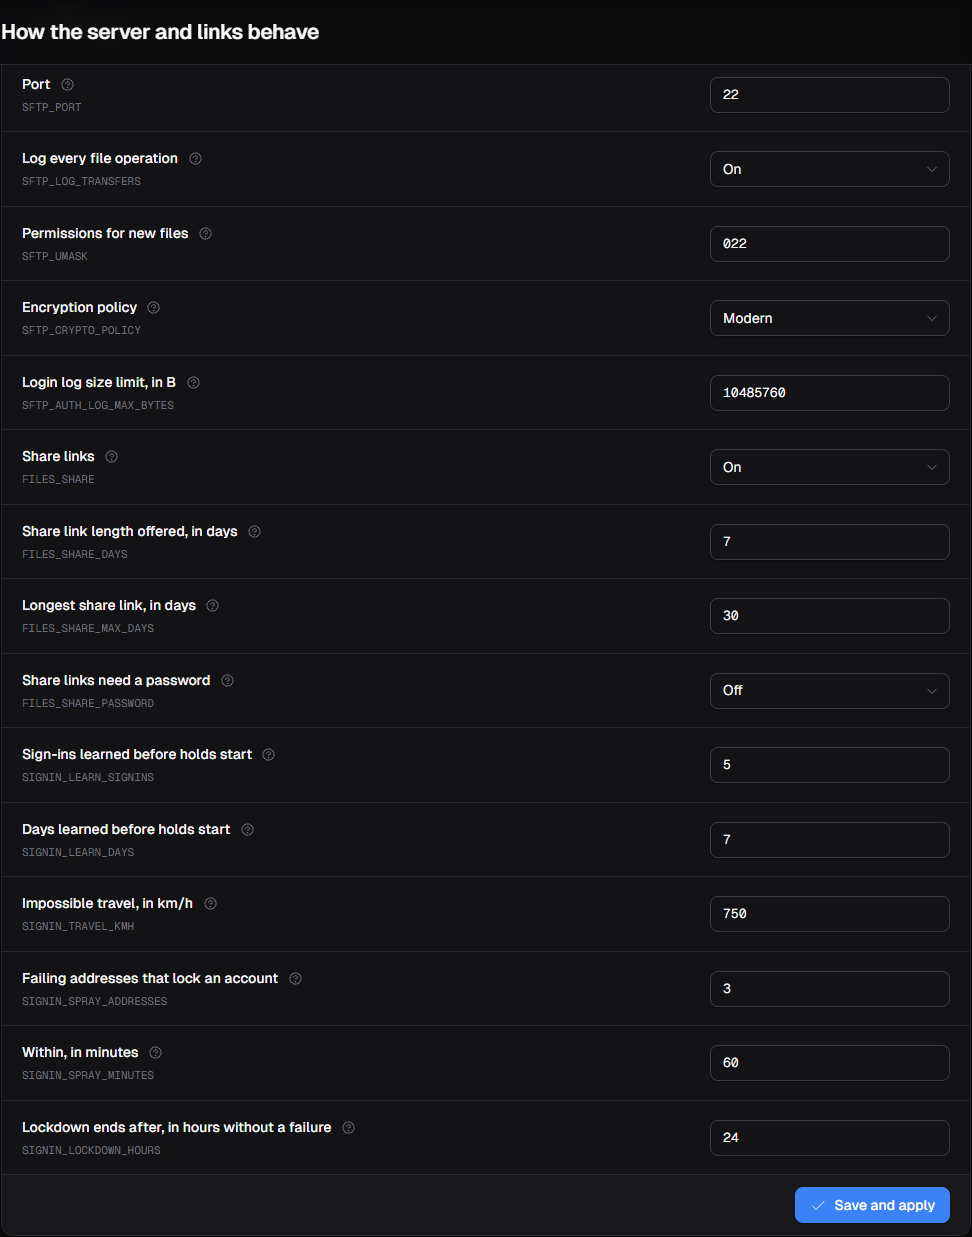 How the server and links behave
Port
SFTP_PORT
22
Log every file operation
SFTP_LOG_TRANSFERS
On
Permissions for new files
SFTP_UMASK
022
Encryption policy
SFTP_CRYPTO_POLICY
Modern
Login log size limit, in B
SFTP_AUTH_LOG_MAX_BYTES
10485760
Share links
FILES_SHARE
On
Share link length offered, in days
FILES_SHARE_DAYS
7
Longest share link, in days
FILES_SHARE_MAX_DAYS
30
Share links need a password
FILES_SHARE_PASSWORD
Off
Sign-ins learned before holds start
SIGNIN_LEARN_SIGNINS
5
Days learned before holds start
SIGNIN_LEARN_DAYS
7
Impossible travel, in km/h
SIGNIN_TRAVEL_KMH
750
Failing addresses that lock an account
SIGNIN_SPRAY_ADDRESSES
3
Within, in minutes
SIGNIN_SPRAY_MINUTES
60
Lockdown ends after, in hours without a failure
SIGNIN_LOCKDOWN_HOURS
24
Save and apply